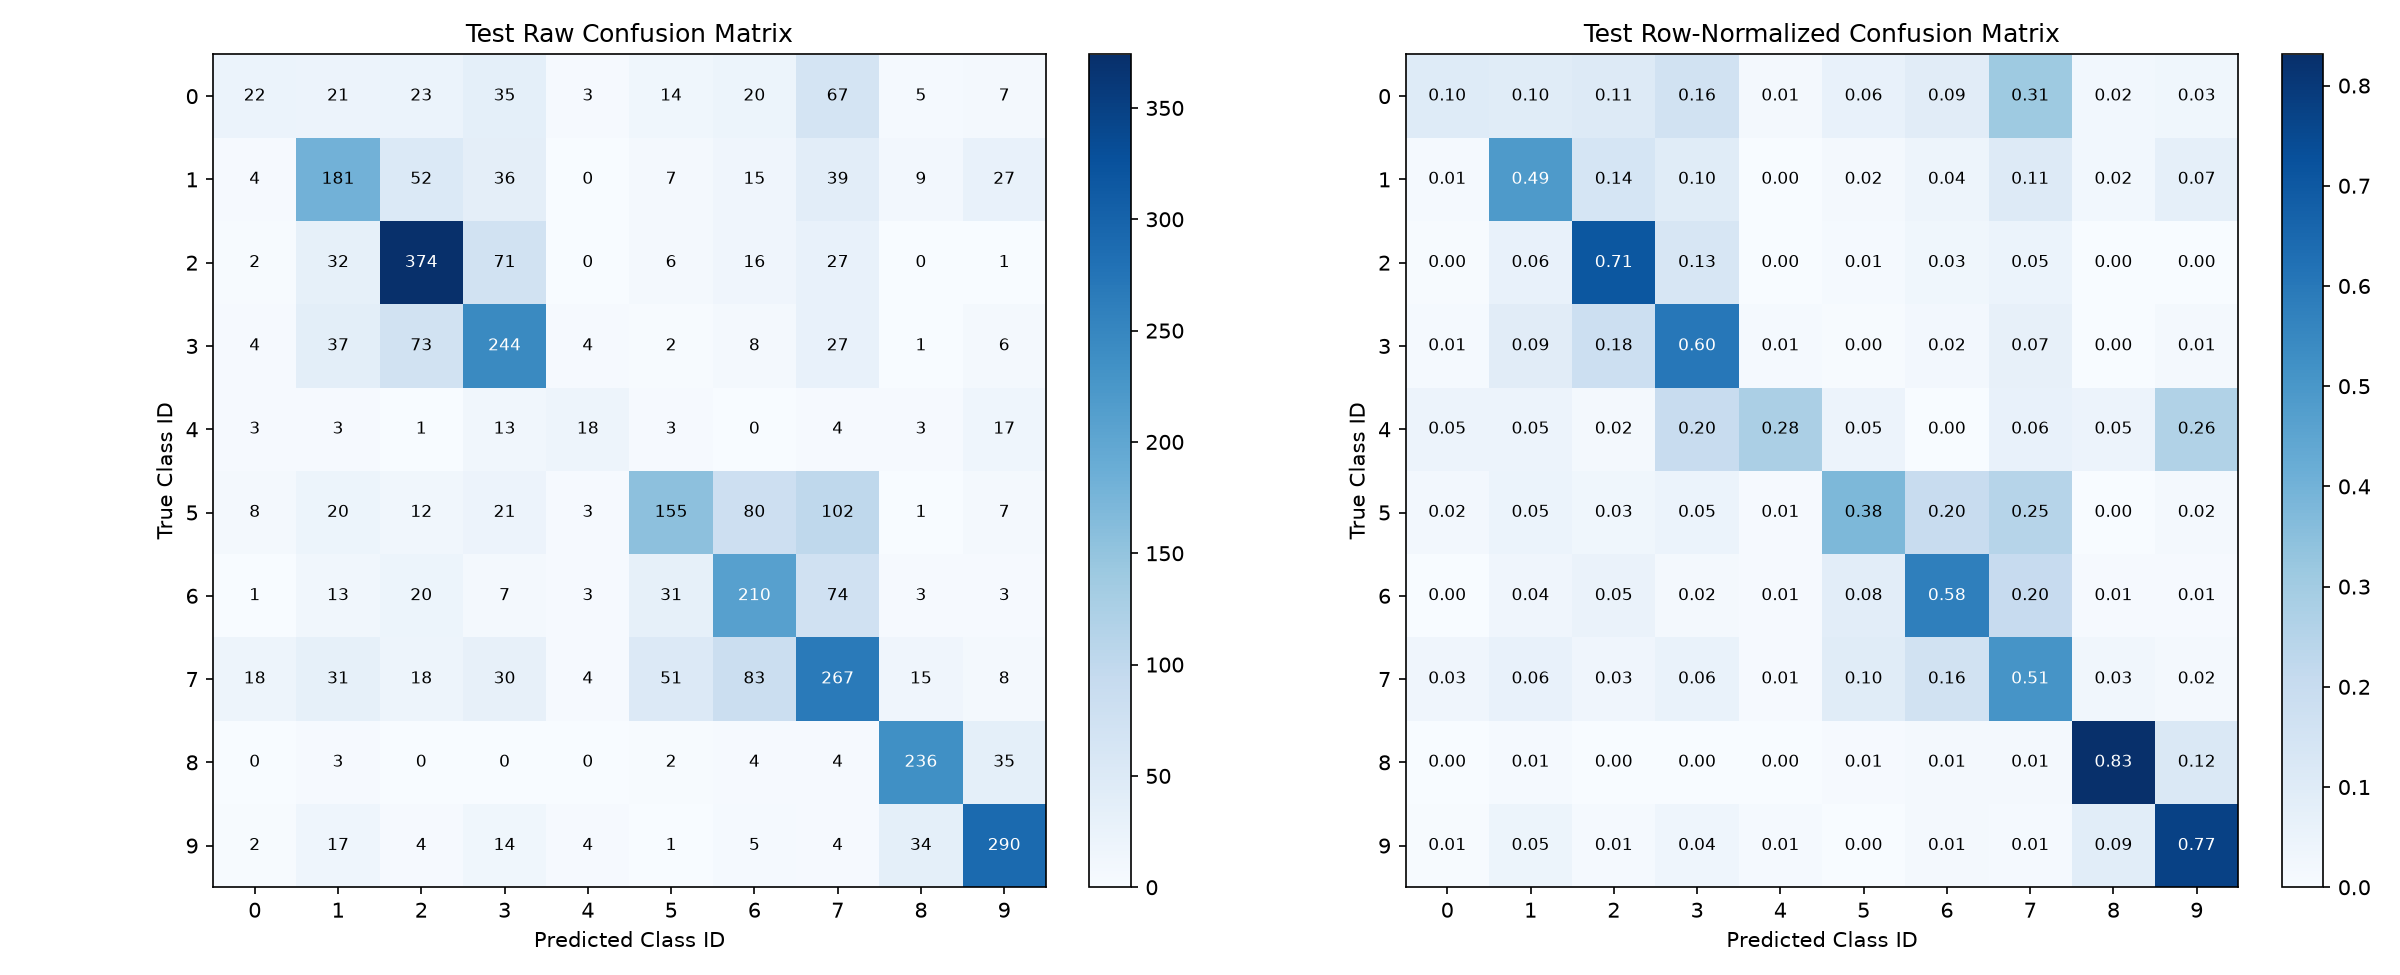 Test Raw Confusion Matrix
0 22 21 23 35 3 14 20 67 5 7
1 4 181 52 36 0 7 15 39 9 27
2 2 32 374 71 0 6 16 27 0 1
3 4 37 73 244 4 2 8 27 1 6
4 3 3 1 13 18 3 0 4 3 17
5 8 20 12 21 3 155 80 102 1 7
6 1 13 20 7 3 31 210 74 3 3
7 18 31 18 30 4 51 83 267 15 8
8 0 3 0 0 0 2 4 4 236 35
9 2 17 4 14 4 1 5 4 34 290
0 1 2 3 4 5 6 7 8 9
Predicted Class ID
True Class ID
350
300
250
200
150
100
50
0
Test Row-Normalized Confusion Matrix
0 0.10 0.10 0.11 0.16 0.01 0.06 0.09 0.31 0.02 0.03
1 0.01 0.49 0.14 0.10 0.00 0.02 0.04 0.11 0.02 0.07
2 0.00 0.06 0.71 0.13 0.00 0.01 0.03 0.05 0.00 0.00
3 0.01 0.09 0.18 0.60 0.01 0.00 0.02 0.07 0.00 0.01
4 0.05 0.05 0.02 0.20 0.28 0.05 0.00 0.06 0.05 0.26
5 0.02 0.05 0.03 0.05 0.01 0.38 0.20 0.25 0.00 0.02
6 0.00 0.04 0.05 0.02 0.01 0.08 0.58 0.20 0.01 0.01
7 0.03 0.06 0.03 0.06 0.01 0.10 0.16 0.51 0.03 0.02
8 0.00 0.01 0.00 0.00 0.00 0.01 0.01 0.01 0.83 0.12
9 0.01 0.05 0.01 0.04 0.01 0.00 0.01 0.01 0.09 0.77
0 1 2 3 4 5 6 7 8 9
Predicted Class ID
True Class ID
0.8
0.7
0.6
0.5
0.4
0.3
0.2
0.1
0.0